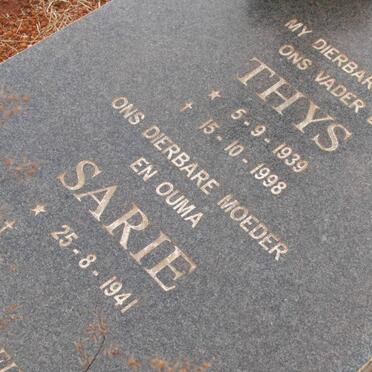 MY DIERBARE
ONS VADER
THYS
★ 5-9-1939
✝ 15-10-1998
ONS DIERBARE MOEDER
EN OUMA
SARIE
★ 25-8-1941
✝